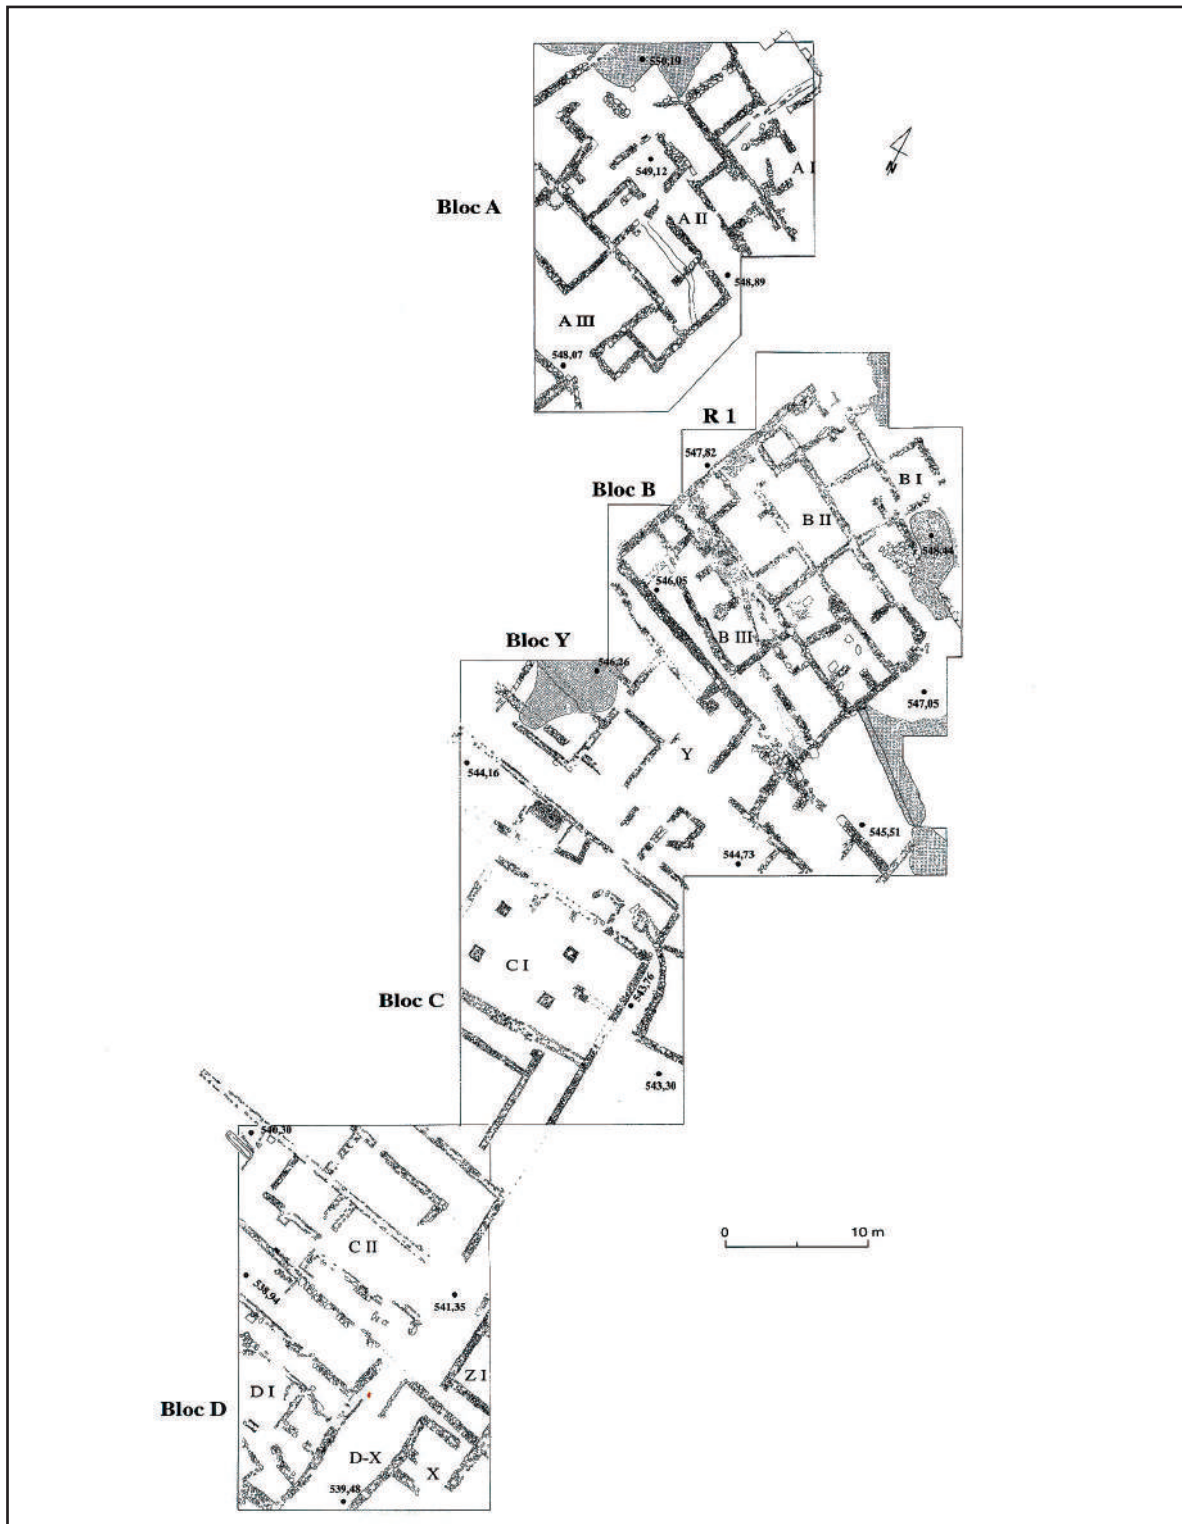 550,19
549,12
A I
N
Bloc A
A II
548,89
A III
548,07
R 1
547,82
Bloc B
B I
B II
548,44
546,05
B III
Bloc Y
546,26
547,05
Y
544,16
545,51
544,73
C I
Bloc C
543,76
543,30
540,30
0 10 m
C II
538,94
541,35
Z I
D I
Bloc D
D-X
X
539,48